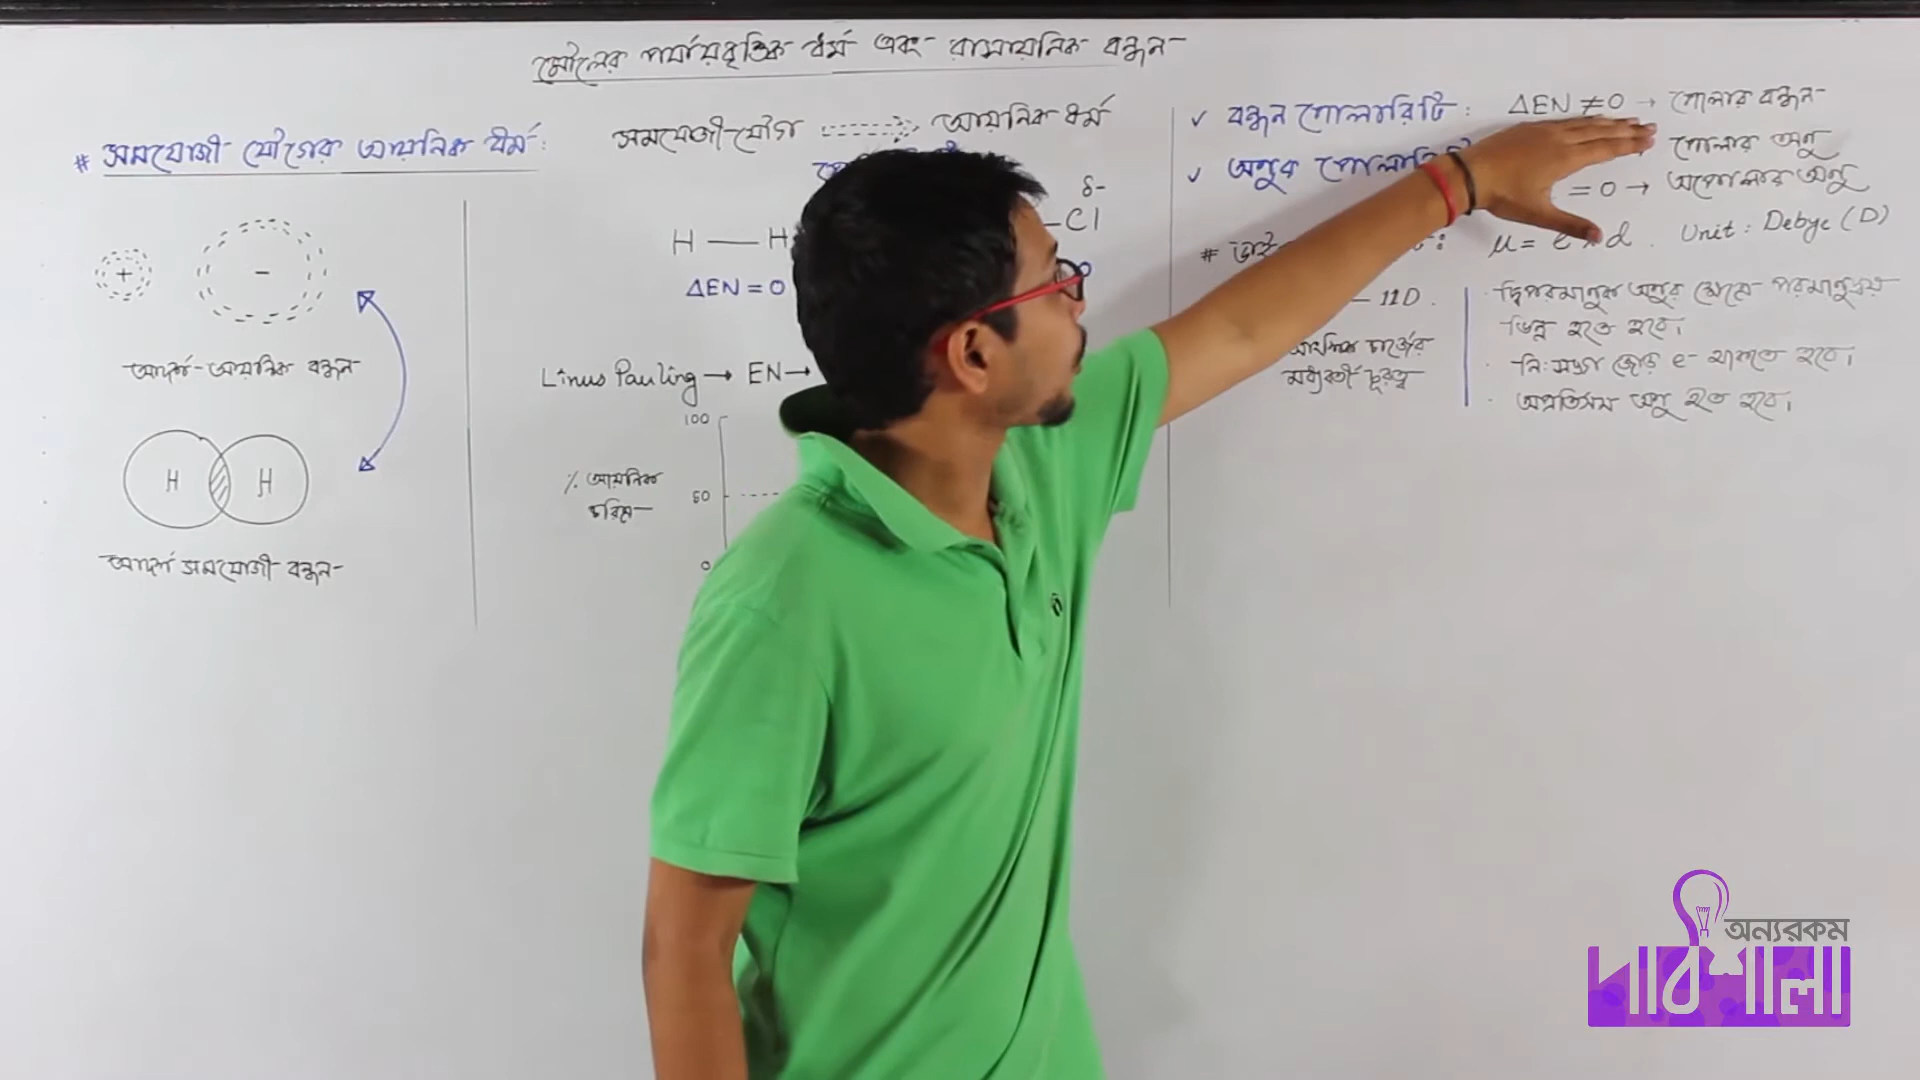 মৌলের পর্যায়বৃত্তিক ধর্ম এবং রাসায়নিক বন্ধন
# সমযোজী যৌগের আয়নিক ধর্ম:
+
-
আদর্শ আয়নিক বন্ধন
H H
আদর্শ সমযোজী বন্ধন
সমযোজী যৌগ আয়নিক ধর্ম
δ-
H — H
Cl
ΔEN = 0
Linus Pauling → EN →
100
% আয়নিক
50
0
✓ বন্ধন পোলারিটি : ΔEN ≠ 0 → পোলার বন্ধন
✓ অণুর পোলার অণু
= 0 → অপোলার অণু
# μ = e × d . Unit : Debye (D)
— 11D .
আংশিক চার্জের
মধ্যবর্তী দূরত্ব
· দ্বিপরমাণুক অণুর ক্ষেত্রে পরমাণুদ্বয়
ভিন্ন হতে হবে।
· নিঃসঙ্গ জোড় e- থাকতে হবে।
· অপ্রতিসম অণু হতে হবে।
অন্যরকম
পাঠশালা